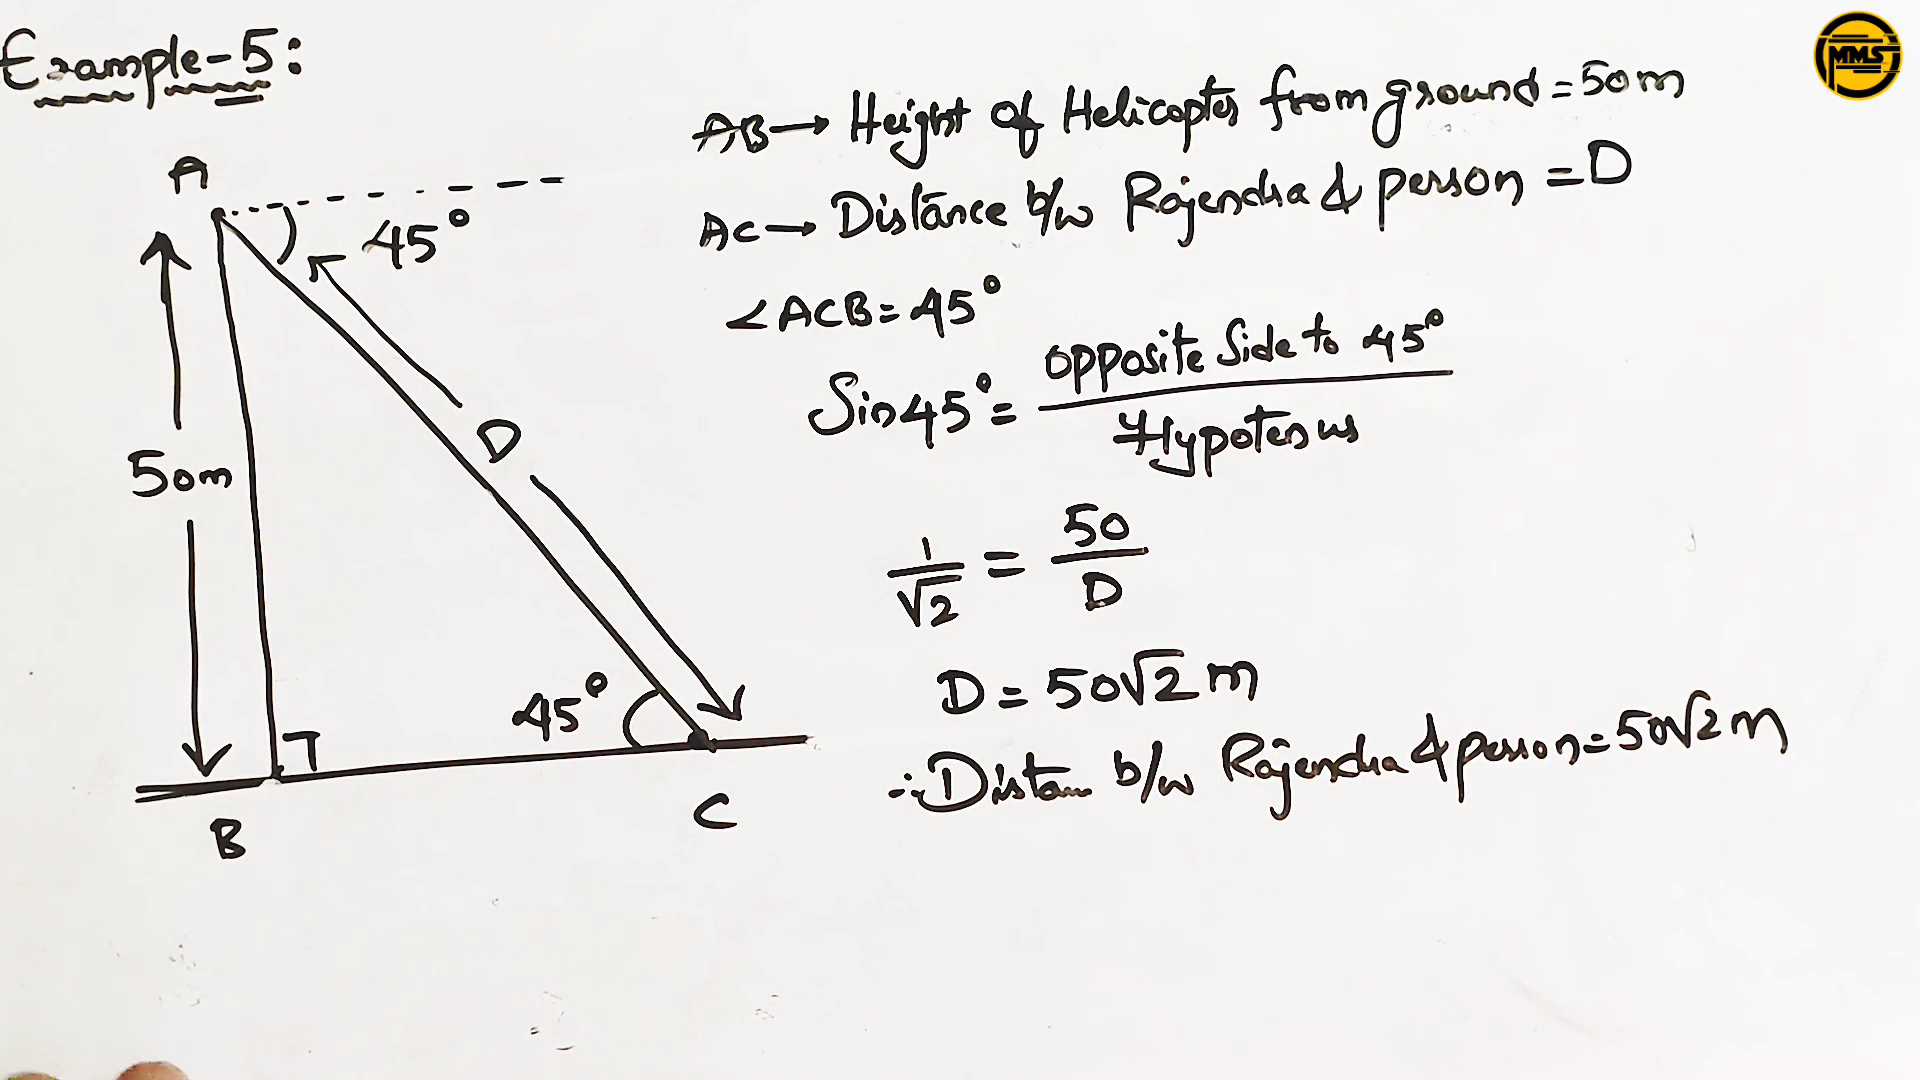 Example-5:
MMS
AB→ Height of Helicopter from ground = 50m
AC→ Distance b/w Rajendra & person = D
∠ACB = 45°
Sin45° = opposite Side to 45° / Hypotenus
1/√2 = 50/D
D = 50√2 m
∴ Distan b/w Rajendra & person = 50√2 m
A
45°
D
50m
45°
B
C